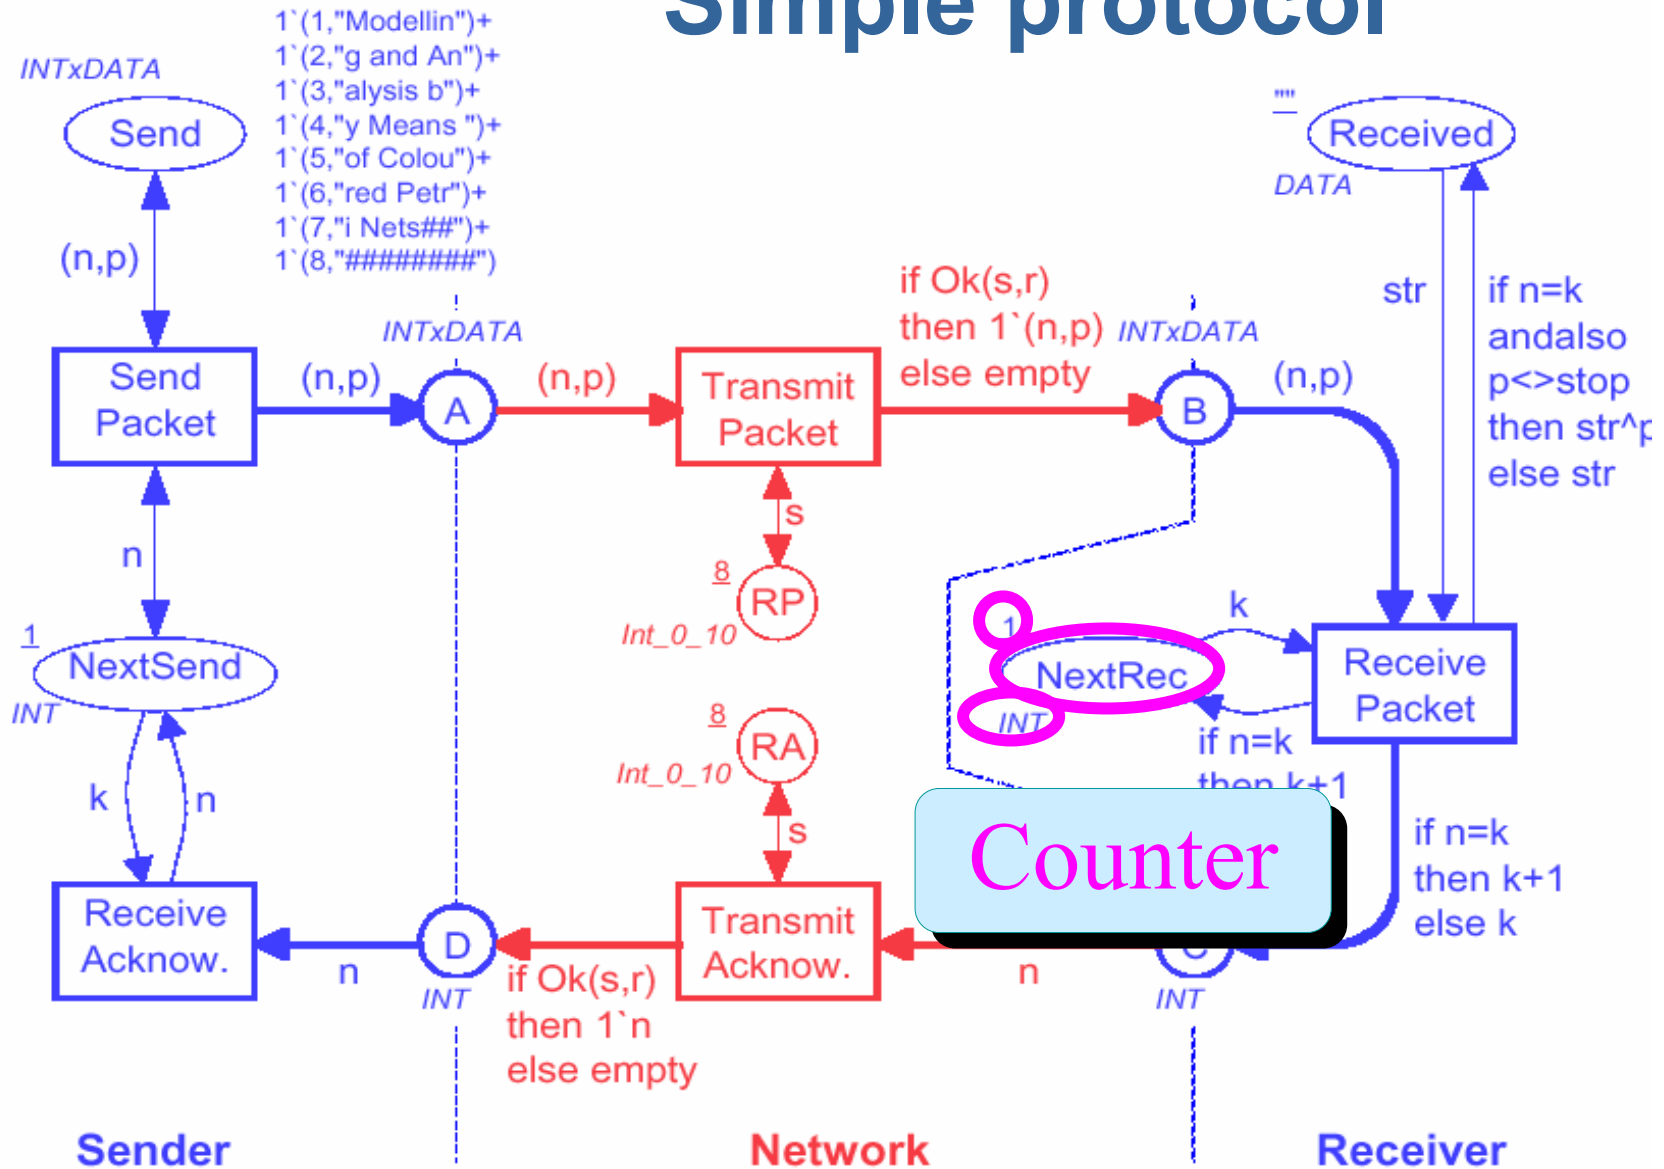 Simple protocol
1`(1,"Modellin")+
1`(2,"g and An")+
1`(3,"alysis b")+
1`(4,"y Means ")+
1`(5,"of Colou")+
1`(6,"red Petr")+
1`(7,"i Nets##")+
1`(8,"########")
INTxDATA
Send
""
Received
DATA
(n,p)
str
if n=k
andalso
p<>stop
then str^p
else str
Send
Packet
(n,p)
INTxDATA
A
(n,p)
Transmit
Packet
if Ok(s,r)
then 1`(n,p)
else empty
INTxDATA
B
(n,p)
n
s
8
RP
Int_0_10
1
NextSend
INT
1
NextRec
INT
k
Receive
Packet
if n=k
then k+1
8
RA
Int_0_10
k
n
s
Counter
if n=k
then k+1
else k
Receive
Acknow.
n
D
INT
if Ok(s,r)
then 1`n
else empty
Transmit
Acknow.
n
C
INT
Sender
Network
Receiver